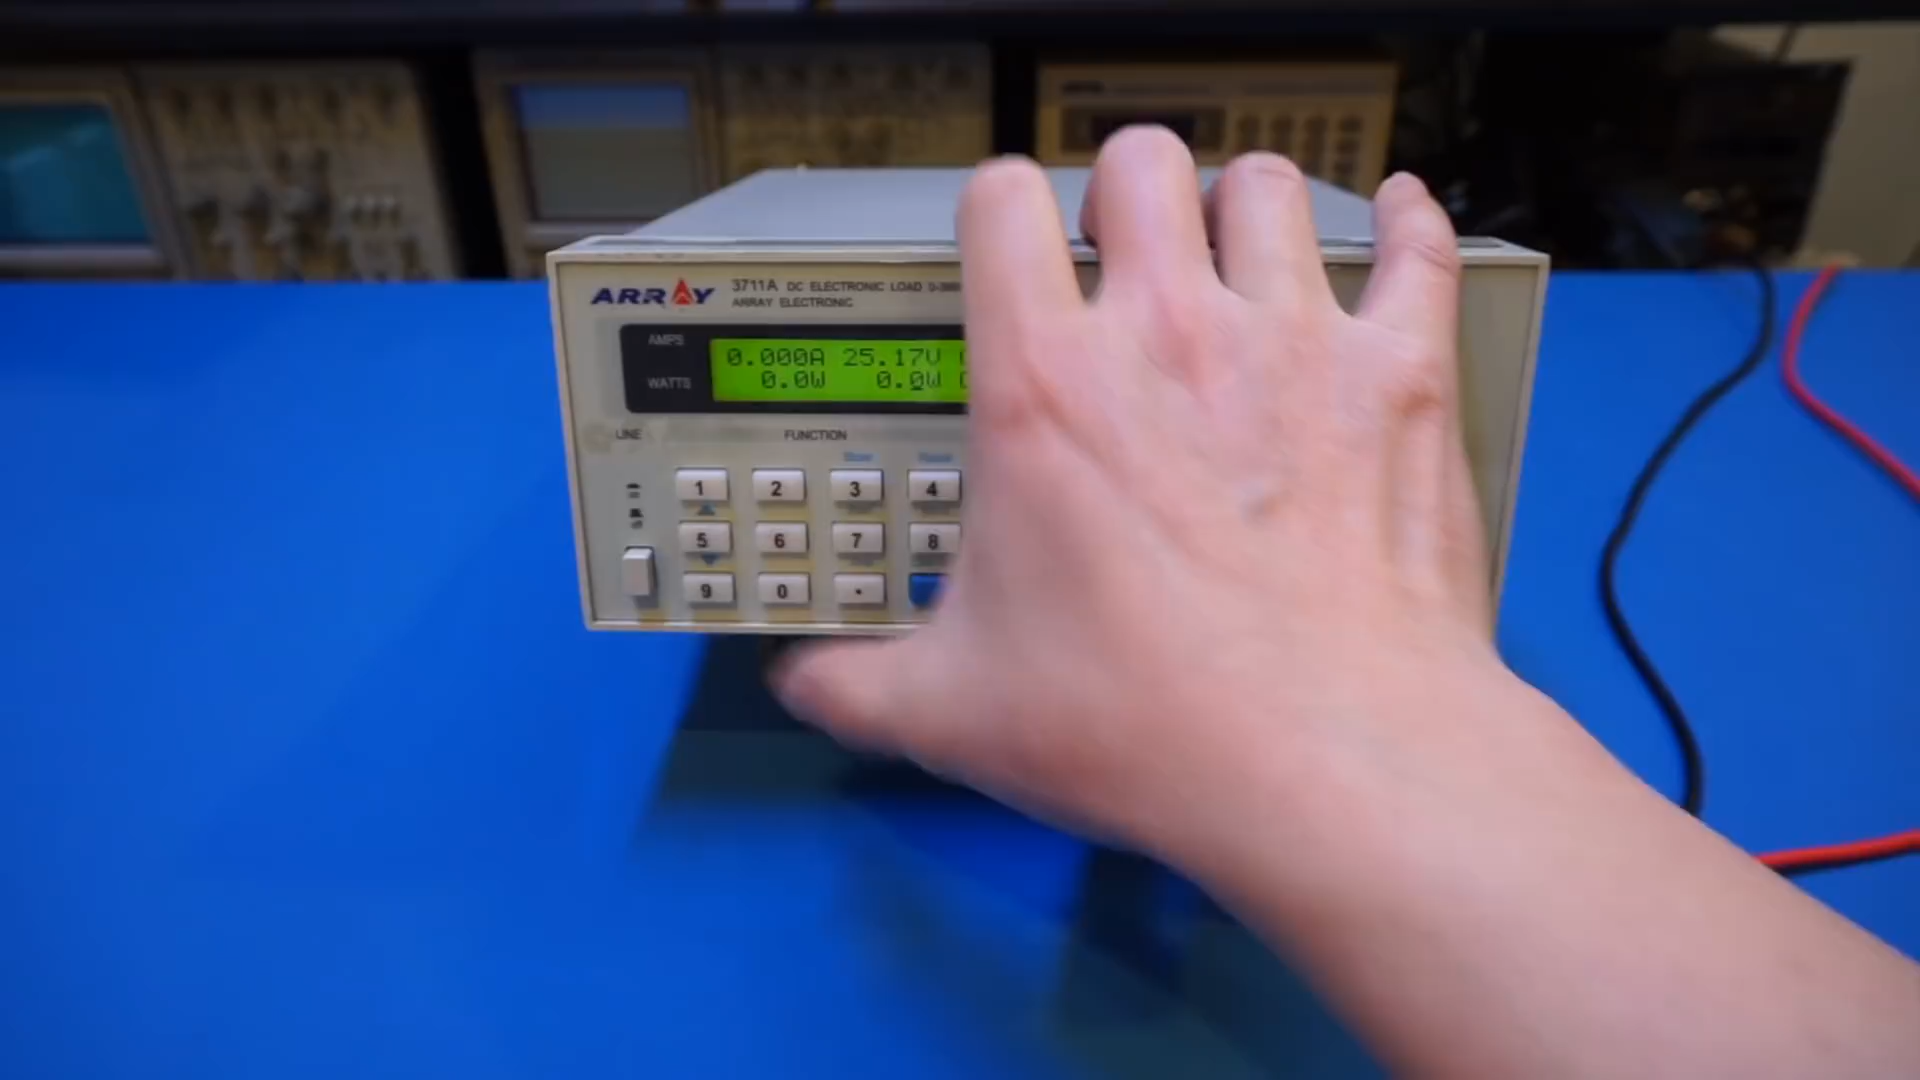 ARRAY
3711A DC ELECTRONIC LOAD
ARRAY ELECTRONIC
AMPS
0.000A 25.17V
WATTS
0.0W 0.0W
LINE
FUNCTION
1 2 3 4
5 6 7 8
9 0 .